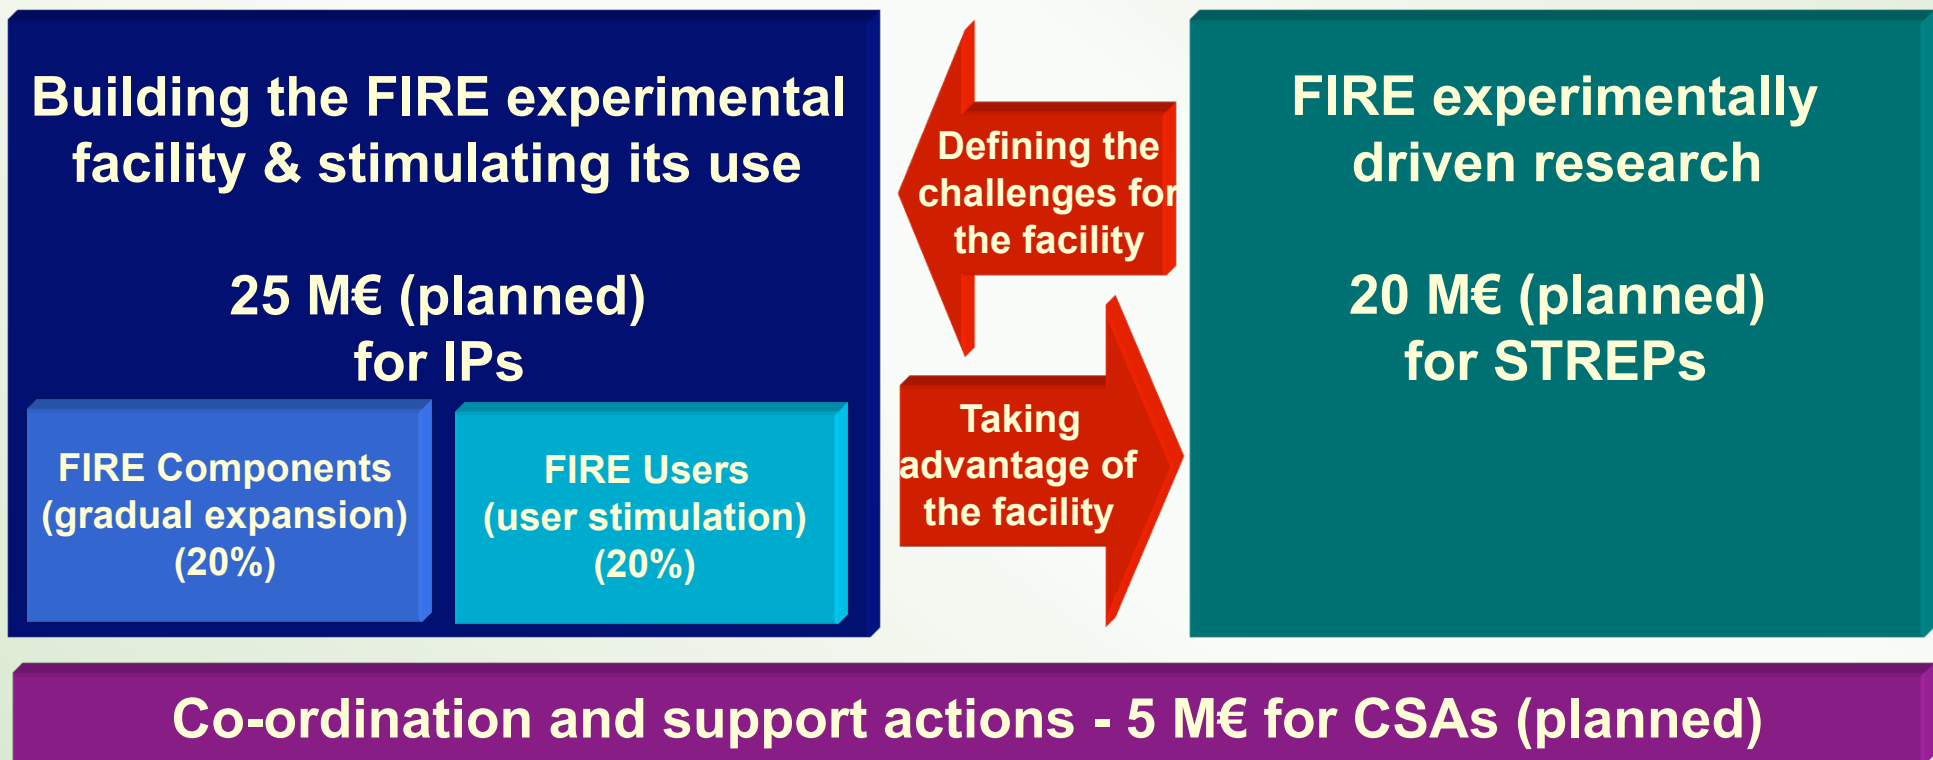 Building the FIRE experimental
facility & stimulating its use
25 M€ (planned)
for IPs
FIRE Components
(gradual expansion)
(20%)
FIRE Users
(user stimulation)
(20%)
Defining the
challenges for
the facility
Taking
advantage of
the facility
FIRE experimentally
driven research
20 M€ (planned)
for STREPs
Co-ordination and support actions - 5 M€ for CSAs (planned)